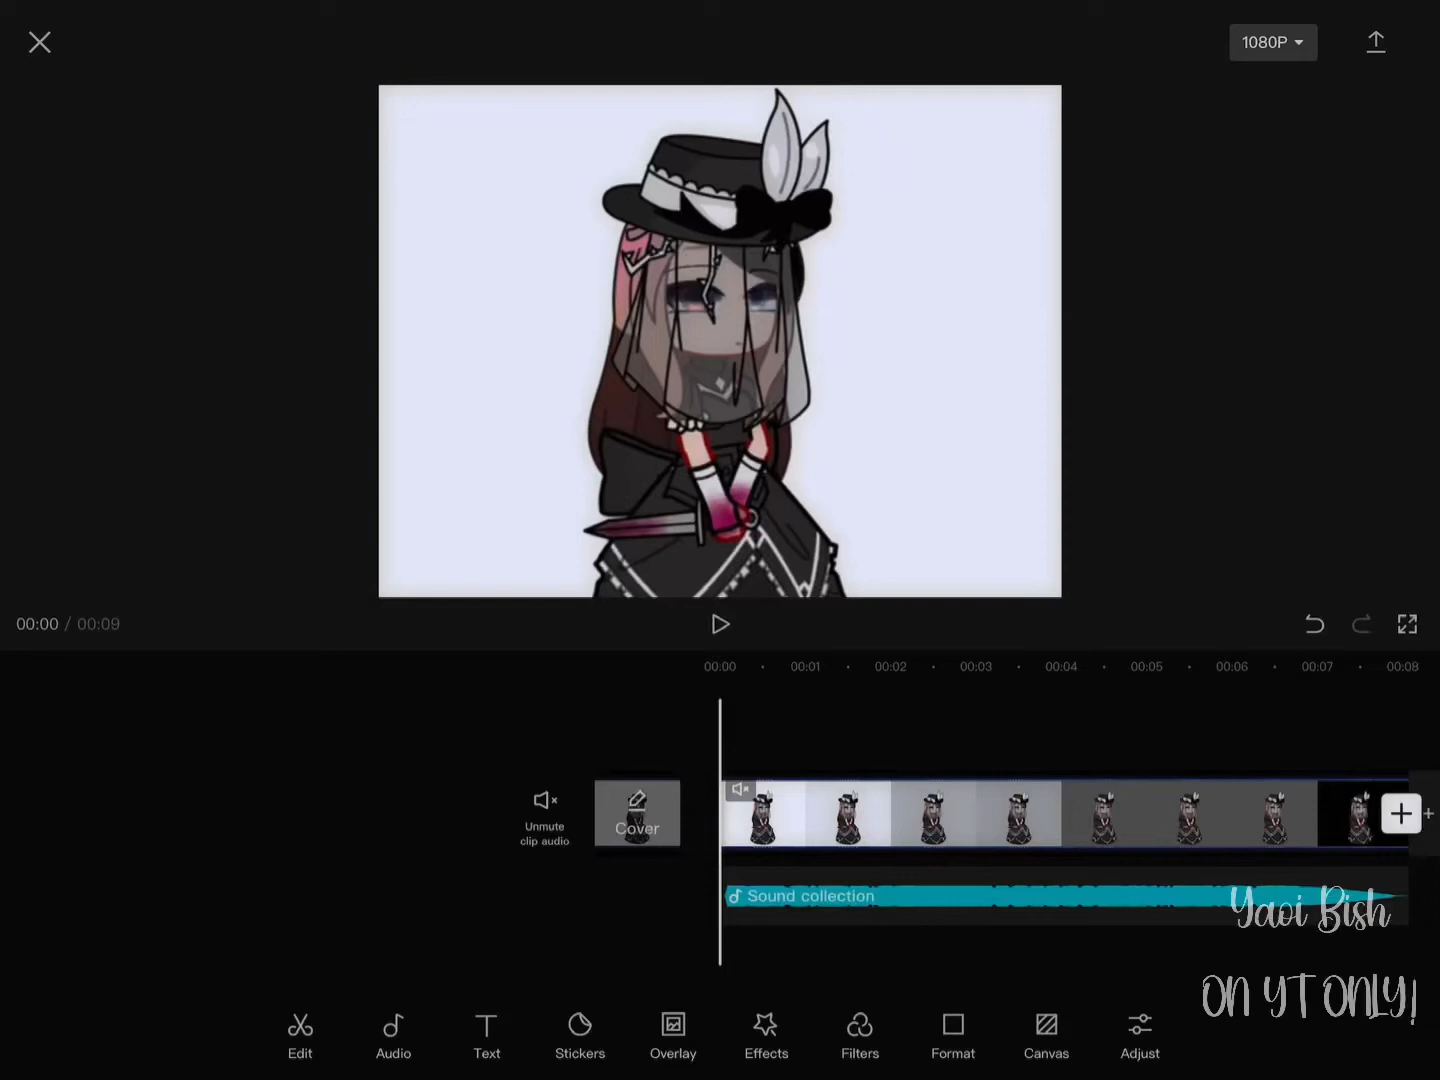 1080P
00:00 / 00:09
00:00 00:01 00:02 00:03 00:04 00:05 00:06 00:07 00:08
Unmute
clip audio
Cover
Sound collection
Yaoi Bish
ON YT ONLY!
Edit Audio Text Stickers Overlay Effects Filters Format Canvas Adjust